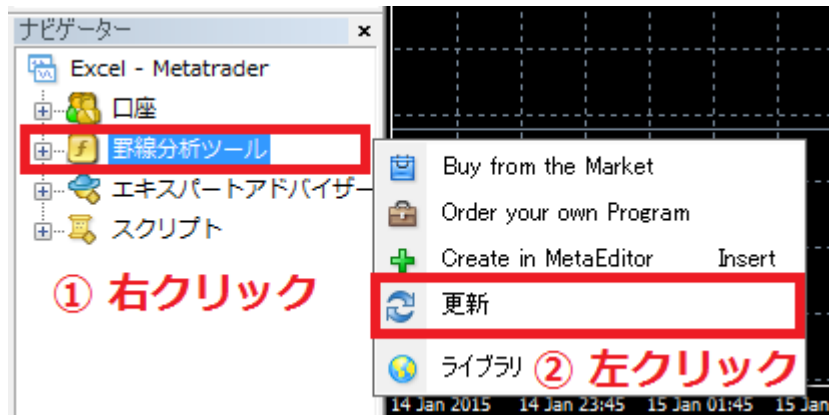 ナビゲーター
Excel - Metatrader
口座
罫線分析ツール
エキスパートアドバイザー
スクリプト
① 右クリック
Buy from the Market
Order your own Program
Create in MetaEditor Insert
更新
ライブラリ
② 左クリック
14 Jan 2015 14 Jan 23:45 15 Jan 01:45 15 Jan